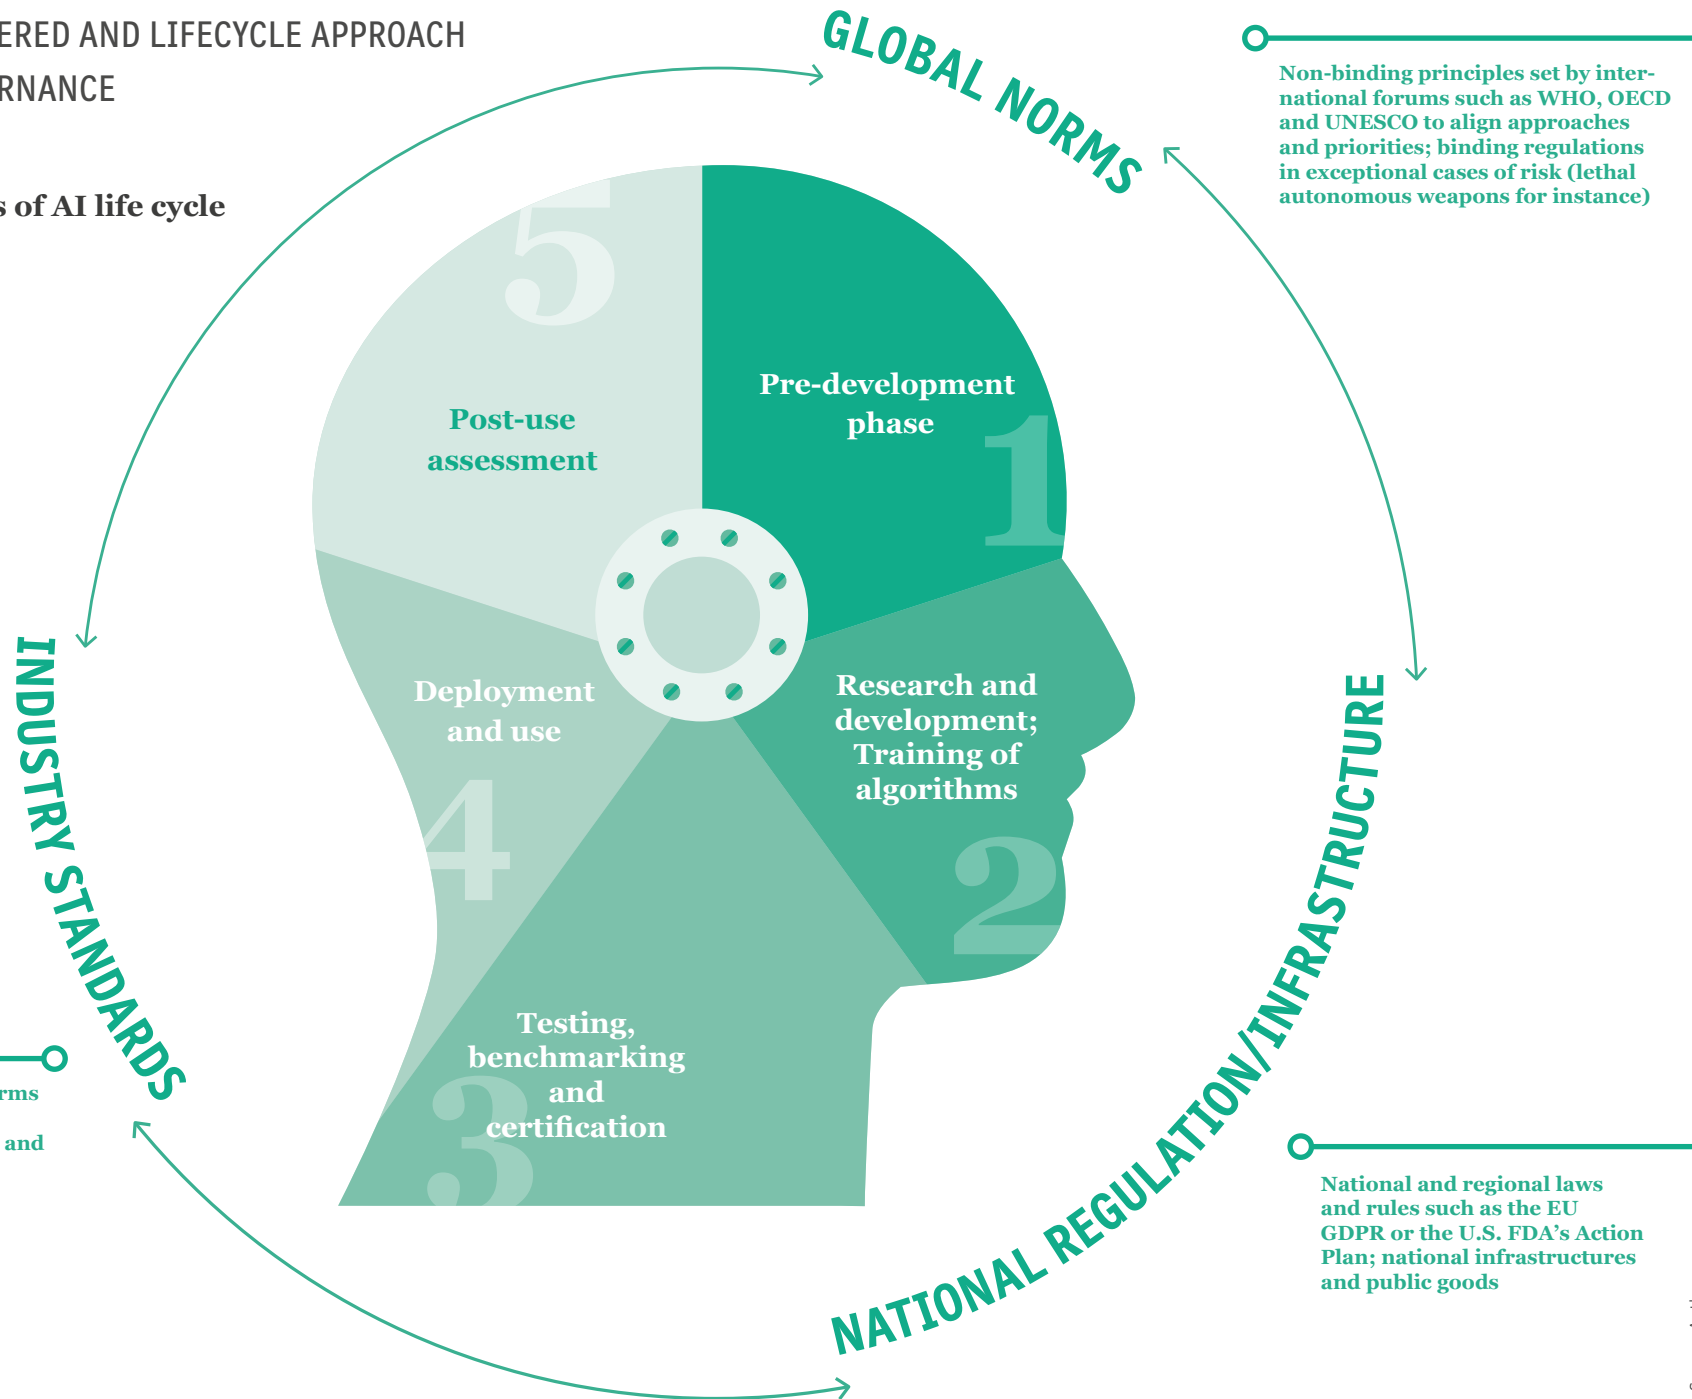 ERED AND LIFECYCLE APPROACH
RNANCE
s of AI life cycle
GLOBAL NORMS
Non-binding principles set by inter-
national forums such as WHO, OECD
and UNESCO to align approaches
and priorities; binding regulations
in exceptional cases of risk (lethal
autonomous weapons for instance)
5
Post-use
assessment
Pre-development
phase
1
Research and
development;
Training of
algorithms
2
Deployment
and use
4
Testing,
benchmarking
and
certification
3
INDUSTRY STANDARDS
rms
and
NATIONAL REGULATION/INFRASTRUCTURE
National and regional laws
and rules such as the EU
GDPR or the U.S. FDA’s Action
Plan; national infrastructures
and public goods